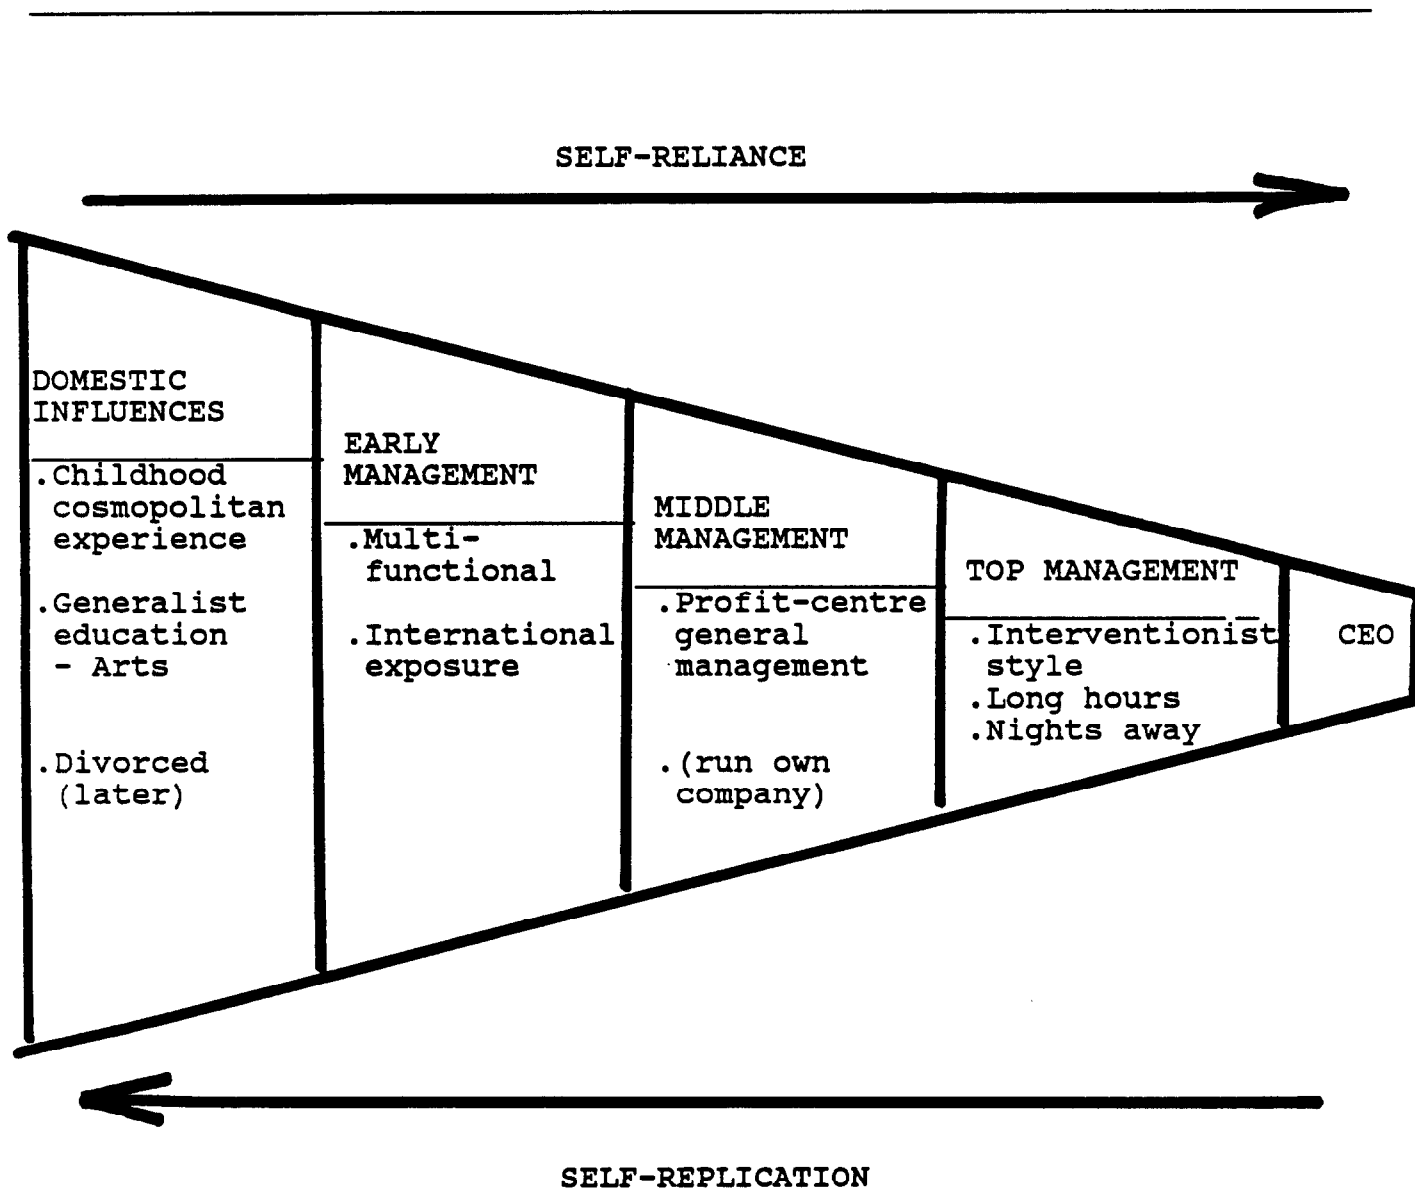 SELF-RELIANCE
DOMESTIC
INFLUENCES
.Childhood
cosmopolitan
experience
.Generalist
education
- Arts
.Divorced
(later)
EARLY
MANAGEMENT
.Multi-
functional
.International
exposure
MIDDLE
MANAGEMENT
.Profit-centre
general
management
.(run own
company)
TOP MANAGEMENT
.Interventionist
style
.Long hours
.Nights away
CEO
SELF-REPLICATION